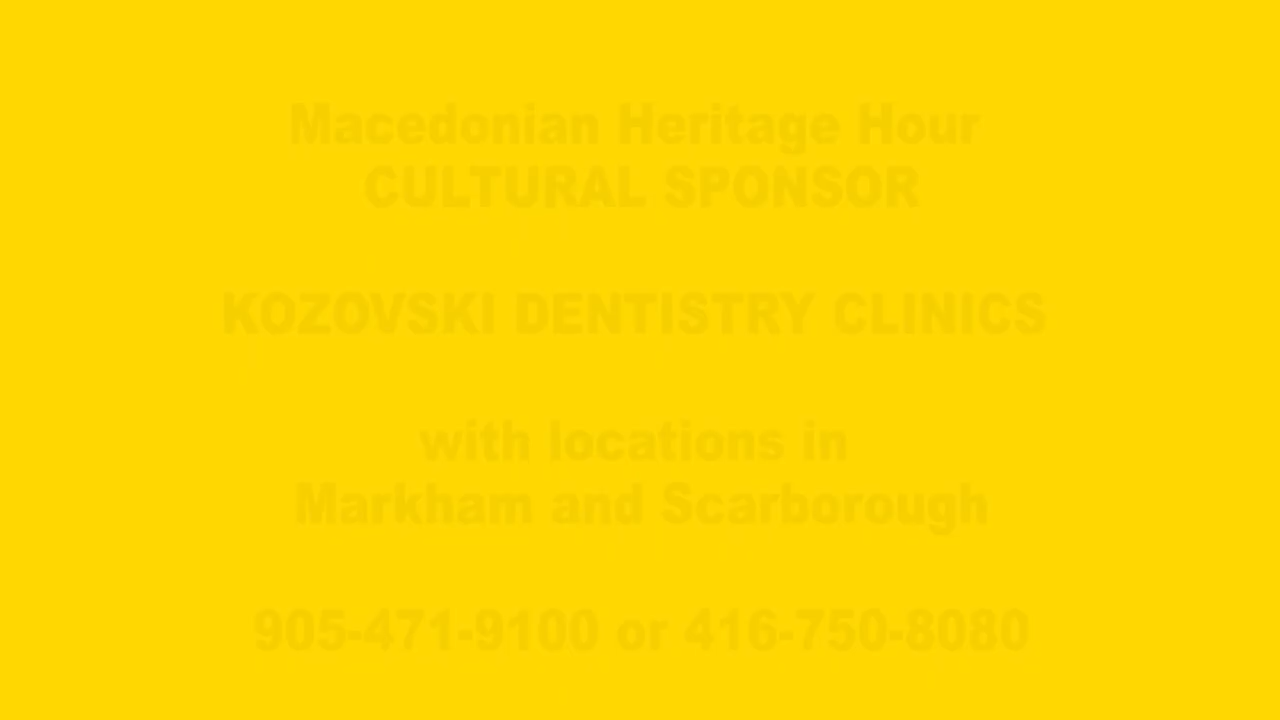 Macedonian Heritage Hour
CULTURAL SPONSOR
KOZOVSKI DENTISTRY CLINICS
with locations in
Markham and Scarborough
905-471-9100 or 416-750-8080